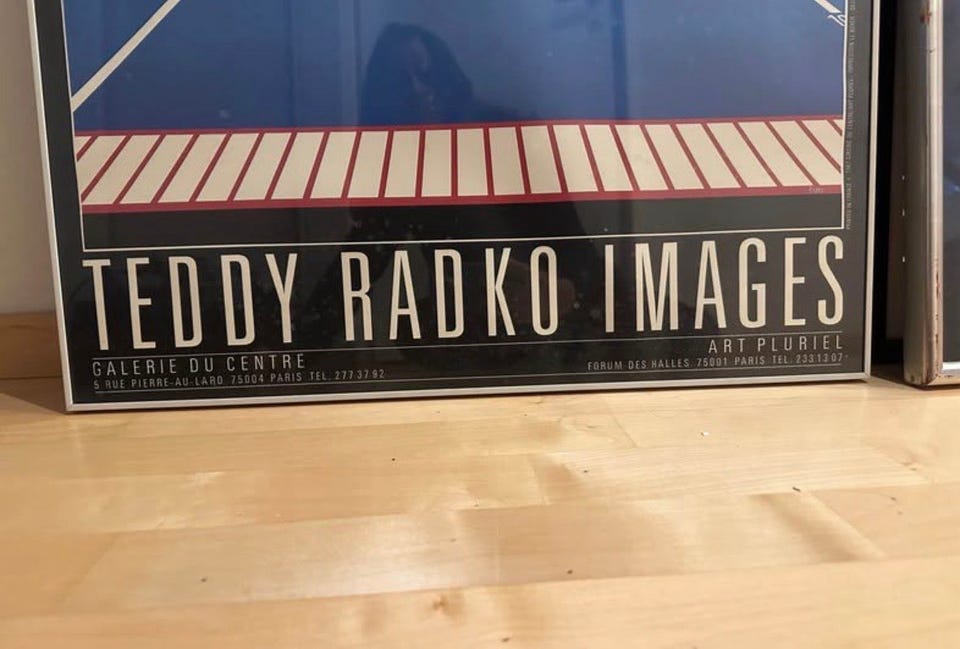 TEDDY RADKO IMAGES
GALERIE DU CENTRE
5 RUE PIERRE-AU-LARD 75004 PARIS TEL. 277 37 92
ART PLURIEL
FORUM DES HALLES 75001 PARIS TEL. 233 13 07